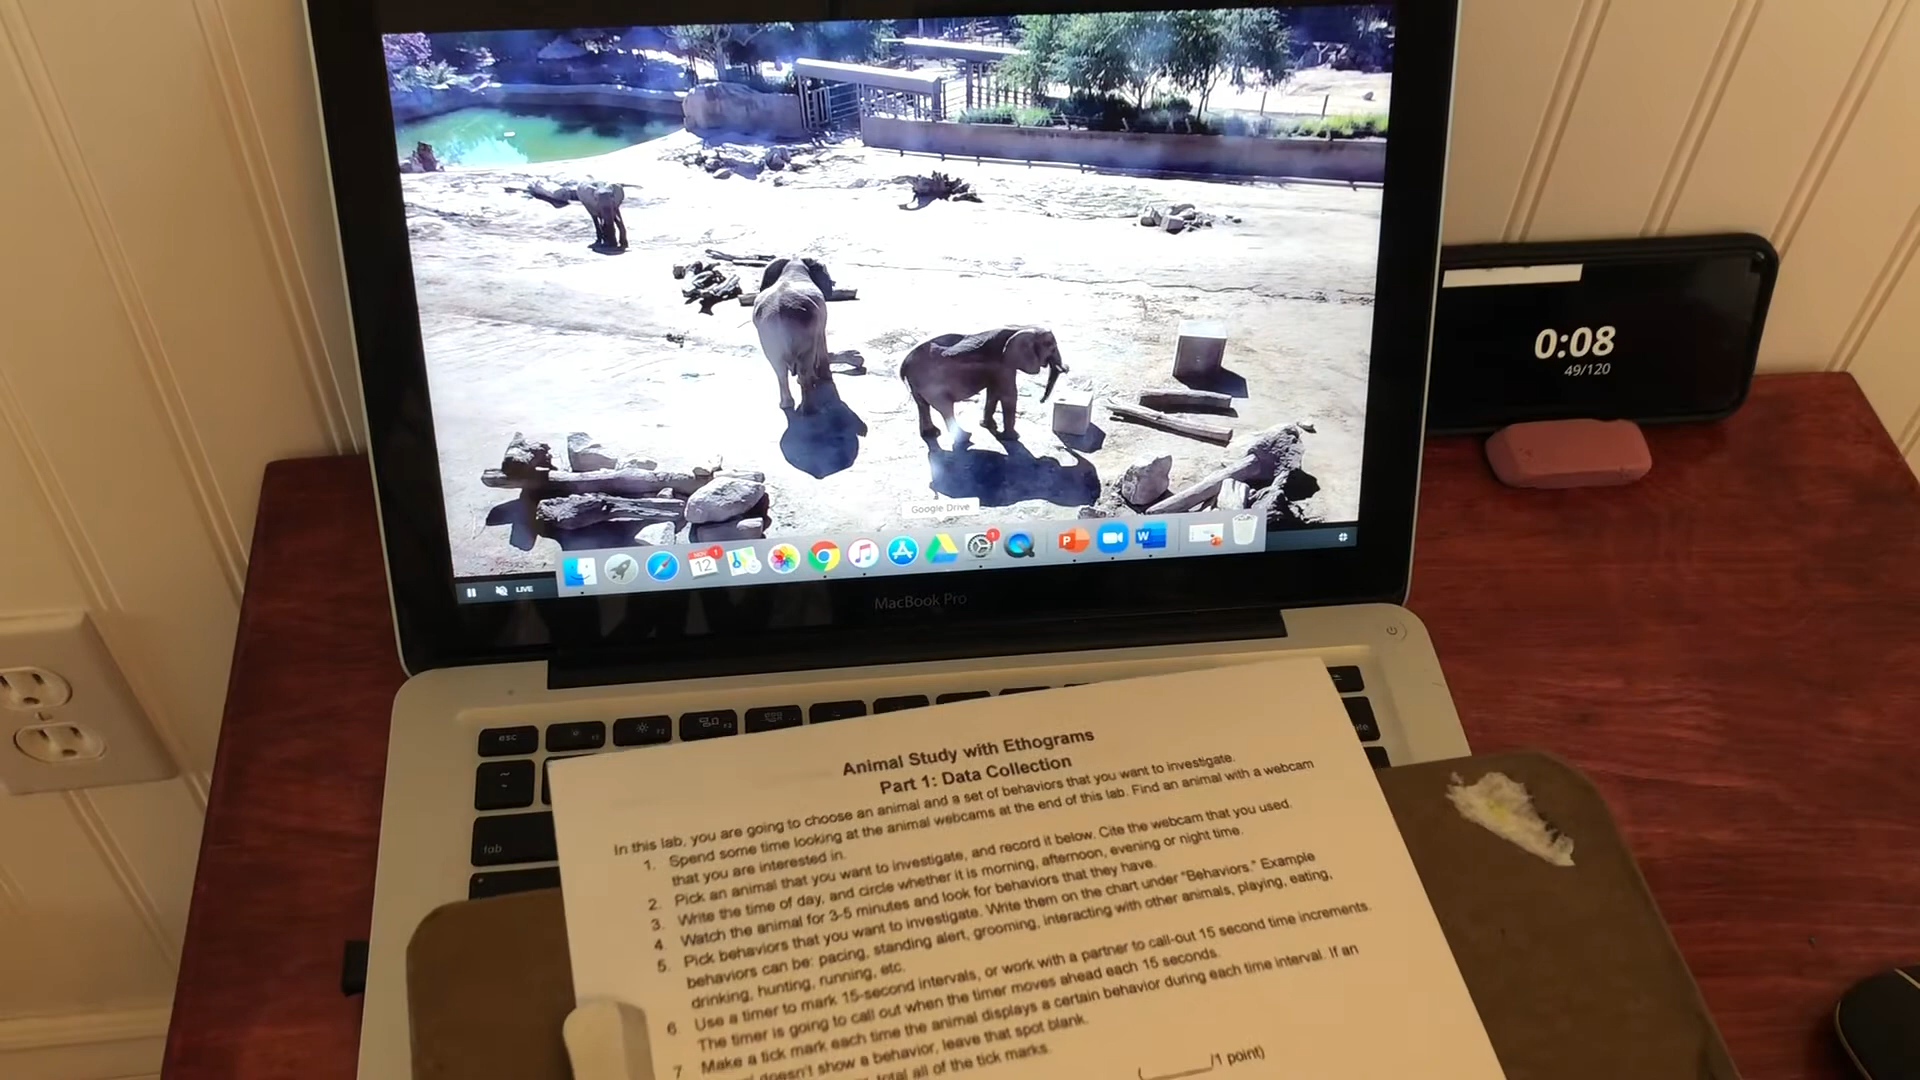 0:08
49/120
Google Drive
NOV
1
12
1
P
W
LIVE
MacBook Pro
esc
F1
F2
F3
F4
~
tab
Animal Study with Ethograms
Part 1: Data Collection
In this lab, you are going to choose an animal and a set of behaviors that you want to investigate.
1. Spend some time looking at the animal webcams at the end of this lab. Find an animal with a webcam
that you are interested in.
2. Pick an animal that you want to investigate, and record it below. Cite the webcam that you used.
3. Write the time of day, and circle whether it is morning, afternoon, evening or night time.
4. Watch the animal for 3-5 minutes and look for behaviors that they have.
5. Pick behaviors that you want to investigate. Write them on the chart under "Behaviors." Example
behaviors can be: pacing, standing alert, grooming, interacting with other animals, playing, eating,
drinking, hunting, running, etc.
6 Use a timer to mark 15-second intervals, or work with a partner to call-out 15 second time increments.
The timer is going to call out when the timer moves ahead each 15 seconds.
7 Make a tick mark each time the animal displays a certain behavior during each time interval. If an
doesn't show a behavior, leave that spot blank.
total all of the tick marks.
(______/1 point)